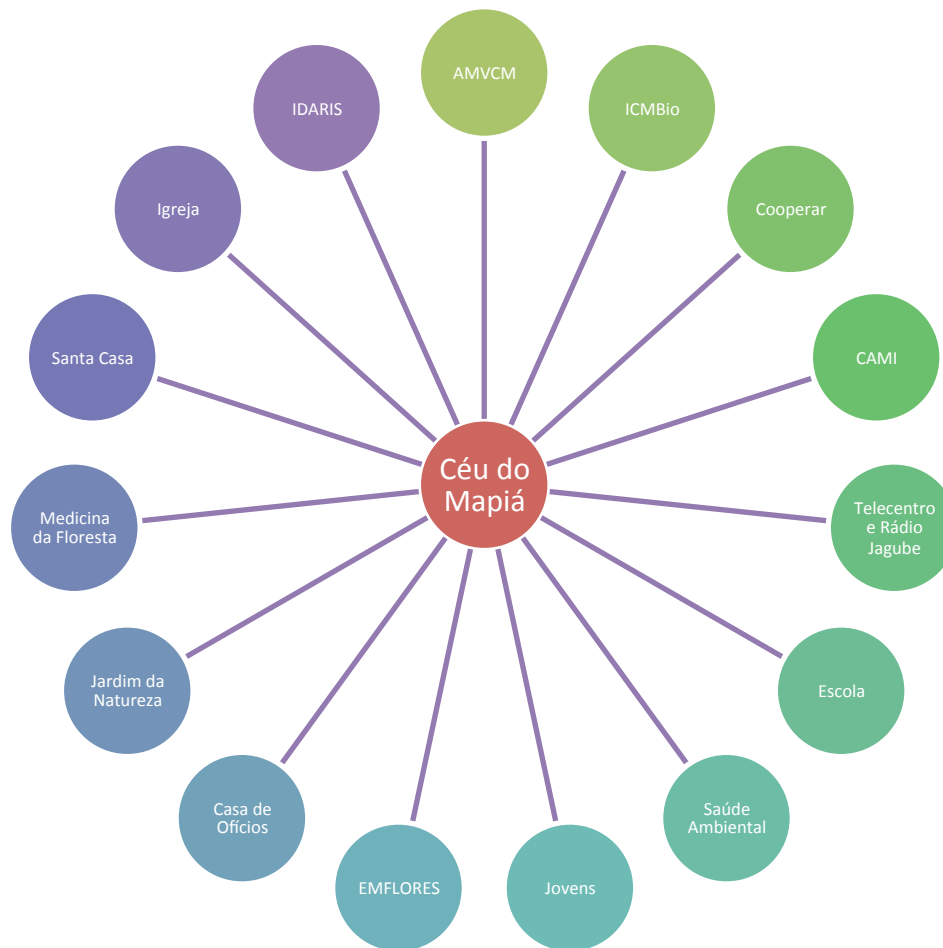 AMVCM
ICMBio
Cooperar
CAMI
Telecentro
e Rádio
Jagube
Escola
Saúde
Ambiental
Jovens
EMFLORES
Casa de
Ofícios
Jardim da
Natureza
Medicina
da Floresta
Santa Casa
Igreja
IDARIS
Céu do
Mapiá